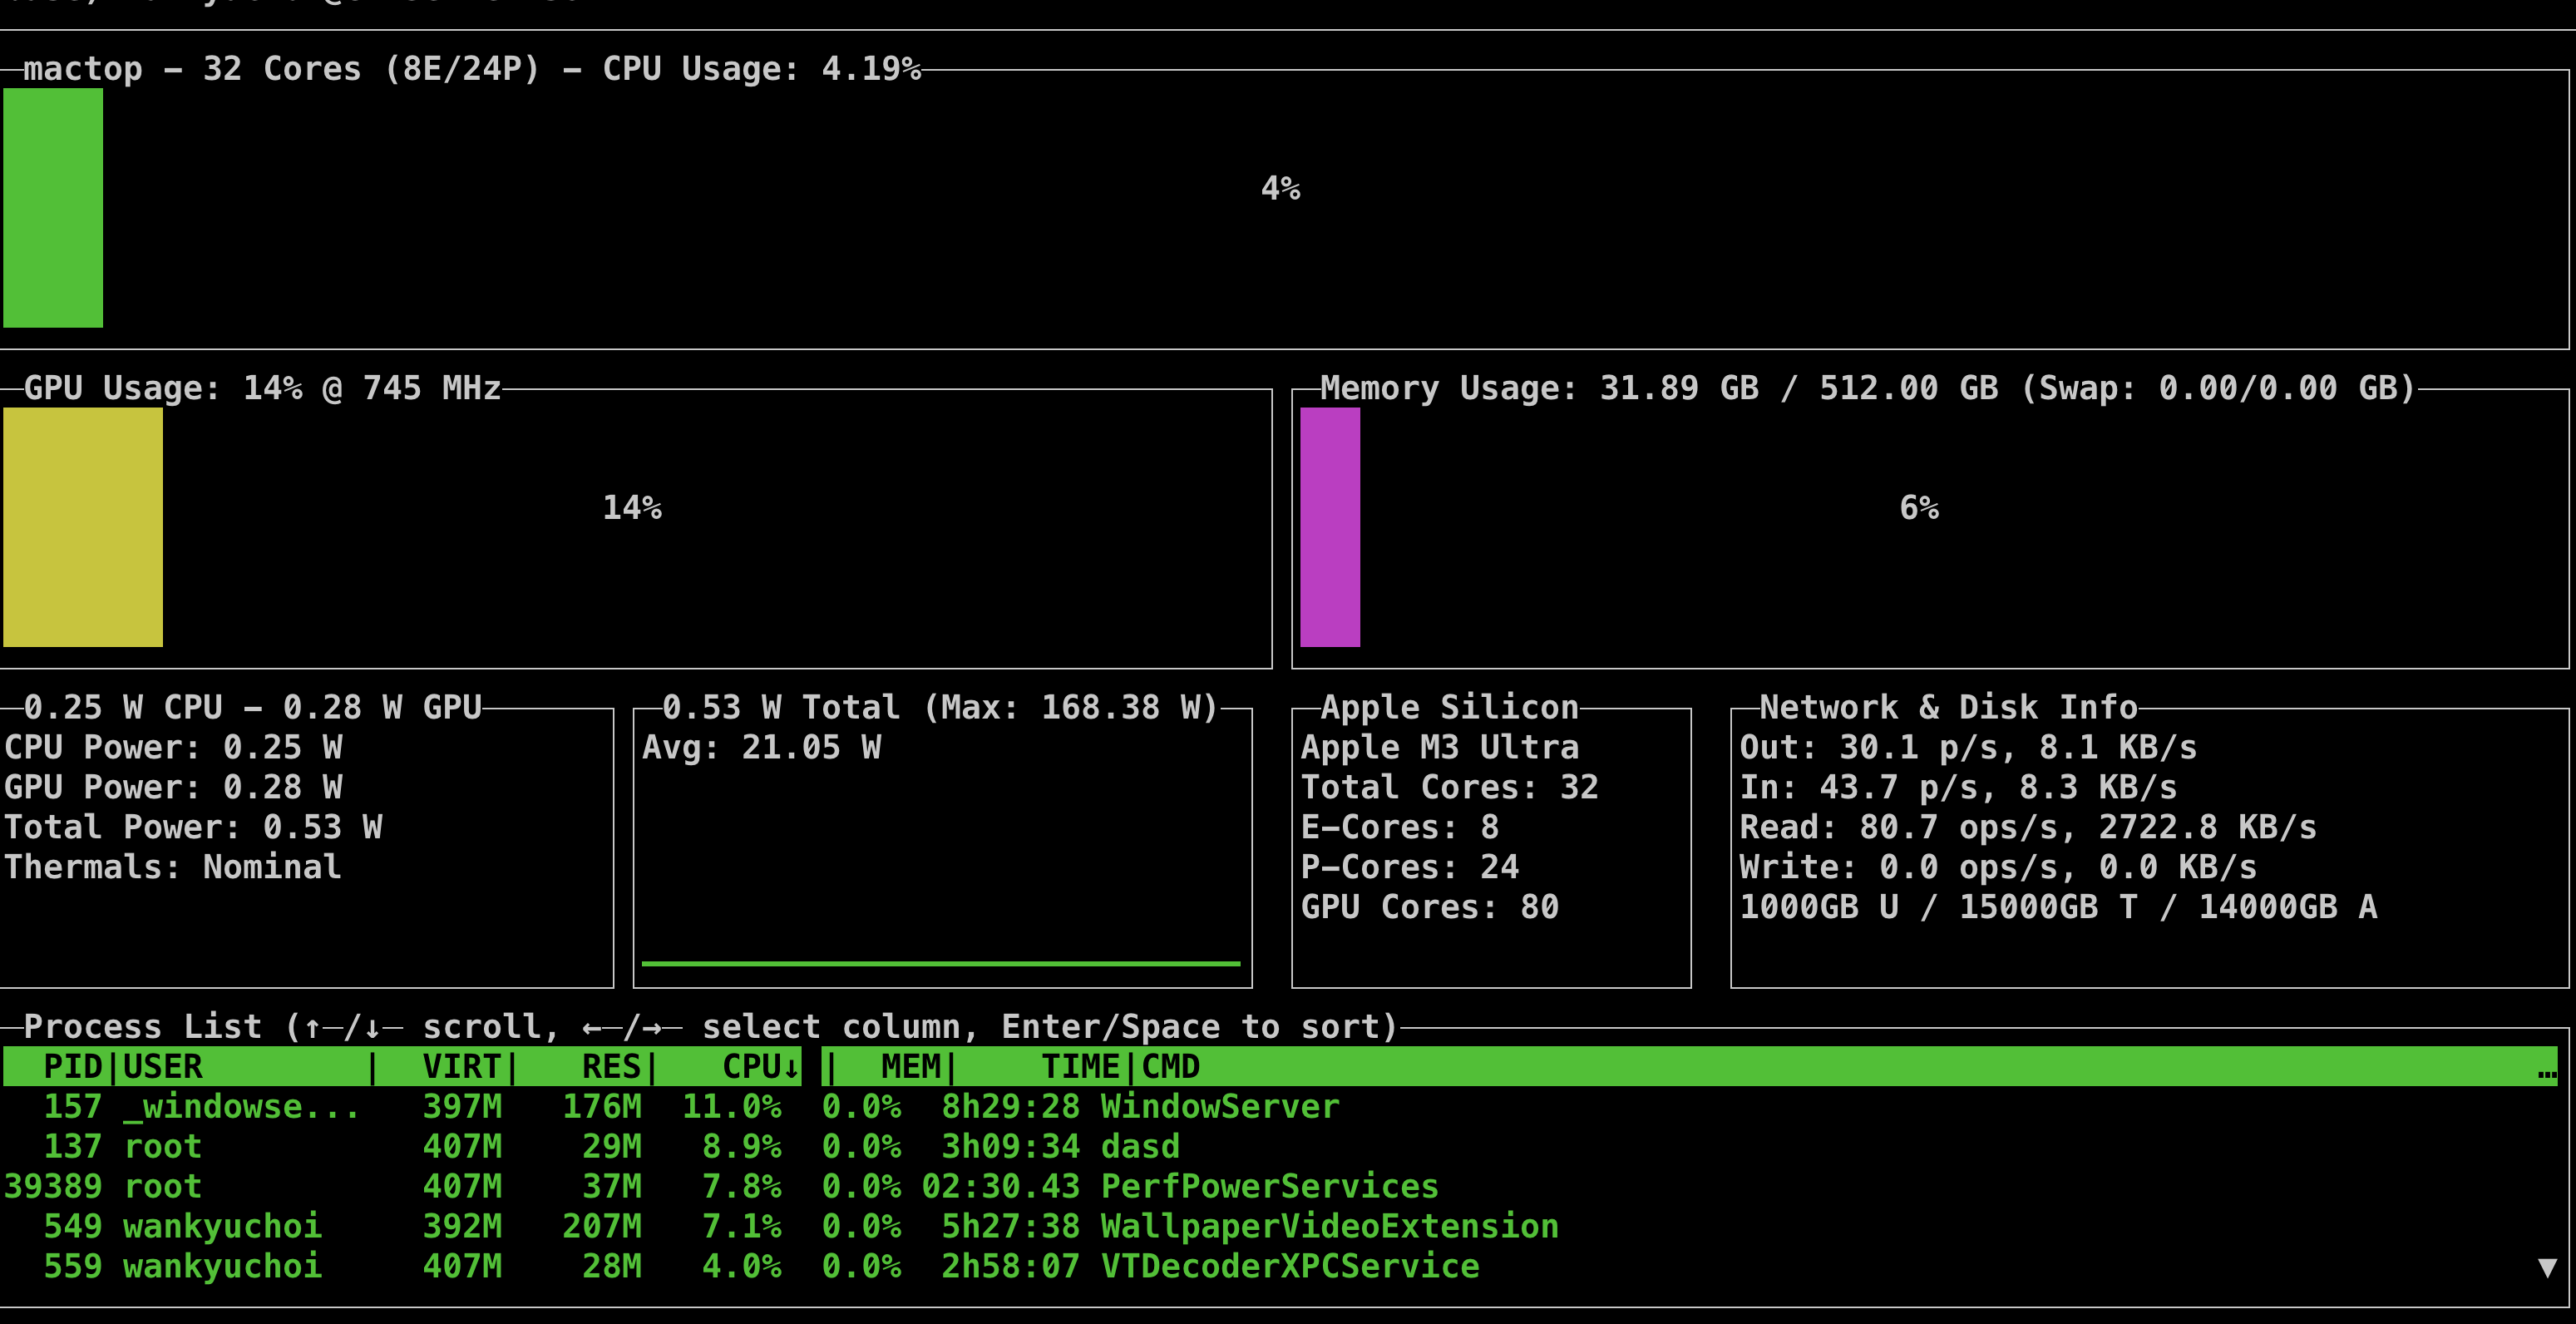 mactop – 32 Cores (8E/24P) – CPU Usage: 4.19%
4%
GPU Usage: 14% @ 745 MHz
14%
Memory Usage: 31.89 GB / 512.00 GB (Swap: 0.00/0.00 GB)
6%
0.25 W CPU – 0.28 W GPU
CPU Power: 0.25 W
GPU Power: 0.28 W
Total Power: 0.53 W
Thermals: Nominal
0.53 W Total (Max: 168.38 W)
Avg: 21.05 W
Apple Silicon
Apple M3 Ultra
Total Cores: 32
E–Cores: 8
P–Cores: 24
GPU Cores: 80
Network & Disk Info
Out: 30.1 p/s, 8.1 KB/s
In: 43.7 p/s, 8.3 KB/s
Read: 80.7 ops/s, 2722.8 KB/s
Write: 0.0 ops/s, 0.0 KB/s
1000GB U / 15000GB T / 14000GB A
Process List (↑/↓ scroll, ←/→ select column, Enter/Space to sort)
PID|USER | VIRT| RES| CPU↓ | MEM| TIME|CMD …
157 _windowse... 397M 176M 11.0% 0.0% 8h29:28 WindowServer
137 root 407M 29M 8.9% 0.0% 3h09:34 dasd
39389 root 407M 37M 7.8% 0.0% 02:30.43 PerfPowerServices
549 wankyuchoi 392M 207M 7.1% 0.0% 5h27:38 WallpaperVideoExtension
559 wankyuchoi 407M 28M 4.0% 0.0% 2h58:07 VTDecoderXPCService ▼